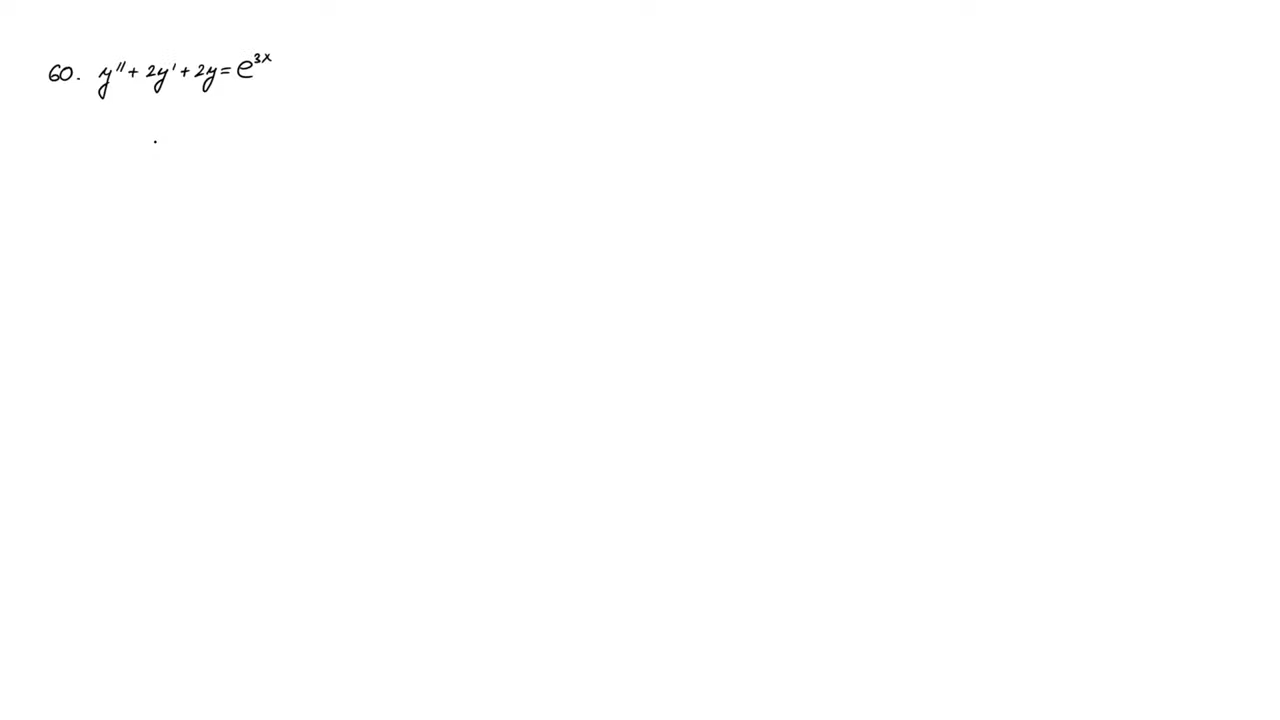 60. y'' + 2y' + 2y = e^{3x}